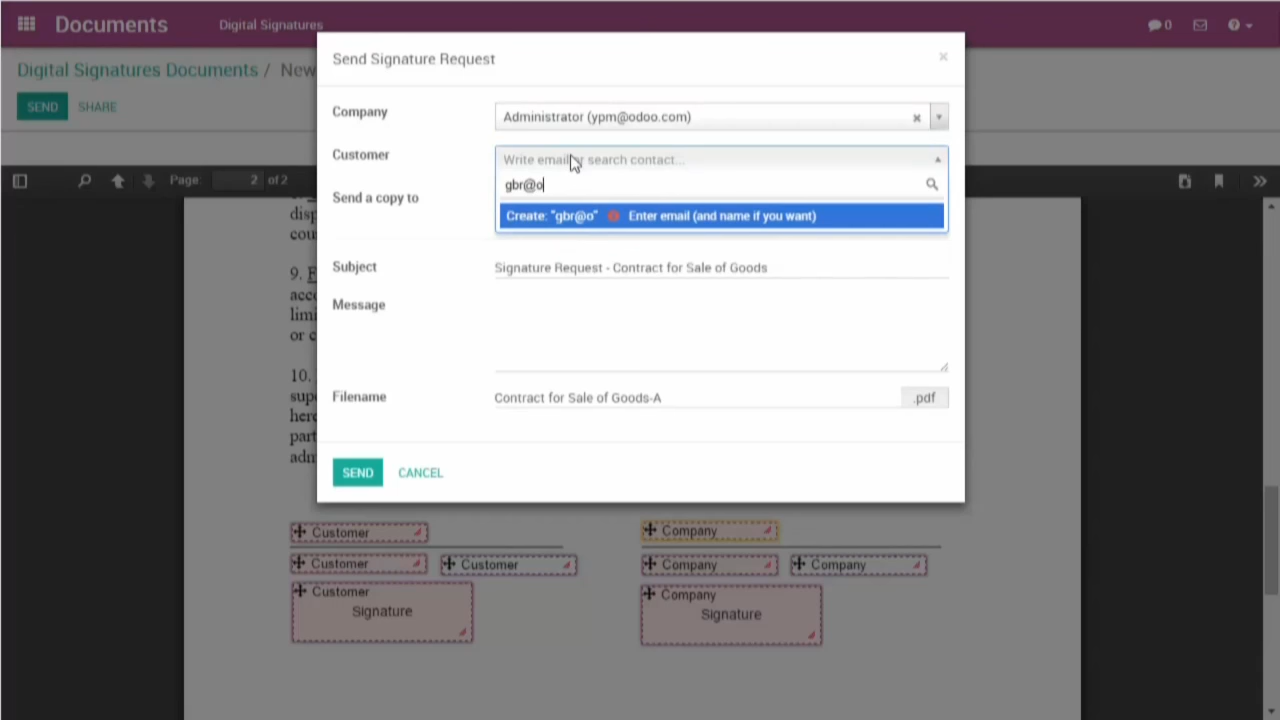 Documents
Digital Signatures
0
Digital Signatures Documents / New
SEND
SHARE
Page: 2 of 2
Send Signature Request
×
Company
Administrator (ypm@odoo.com)
Customer
Write email or search contact...
gbr@o
Create: "gbr@o" Enter email (and name if you want)
Send a copy to
Subject
Signature Request - Contract for Sale of Goods
Message
Filename
Contract for Sale of Goods-A
.pdf
SEND
CANCEL
9.
or c
10.
Customer
Company
Customer
Customer
Company
Company
Customer
Signature
Company
Signature